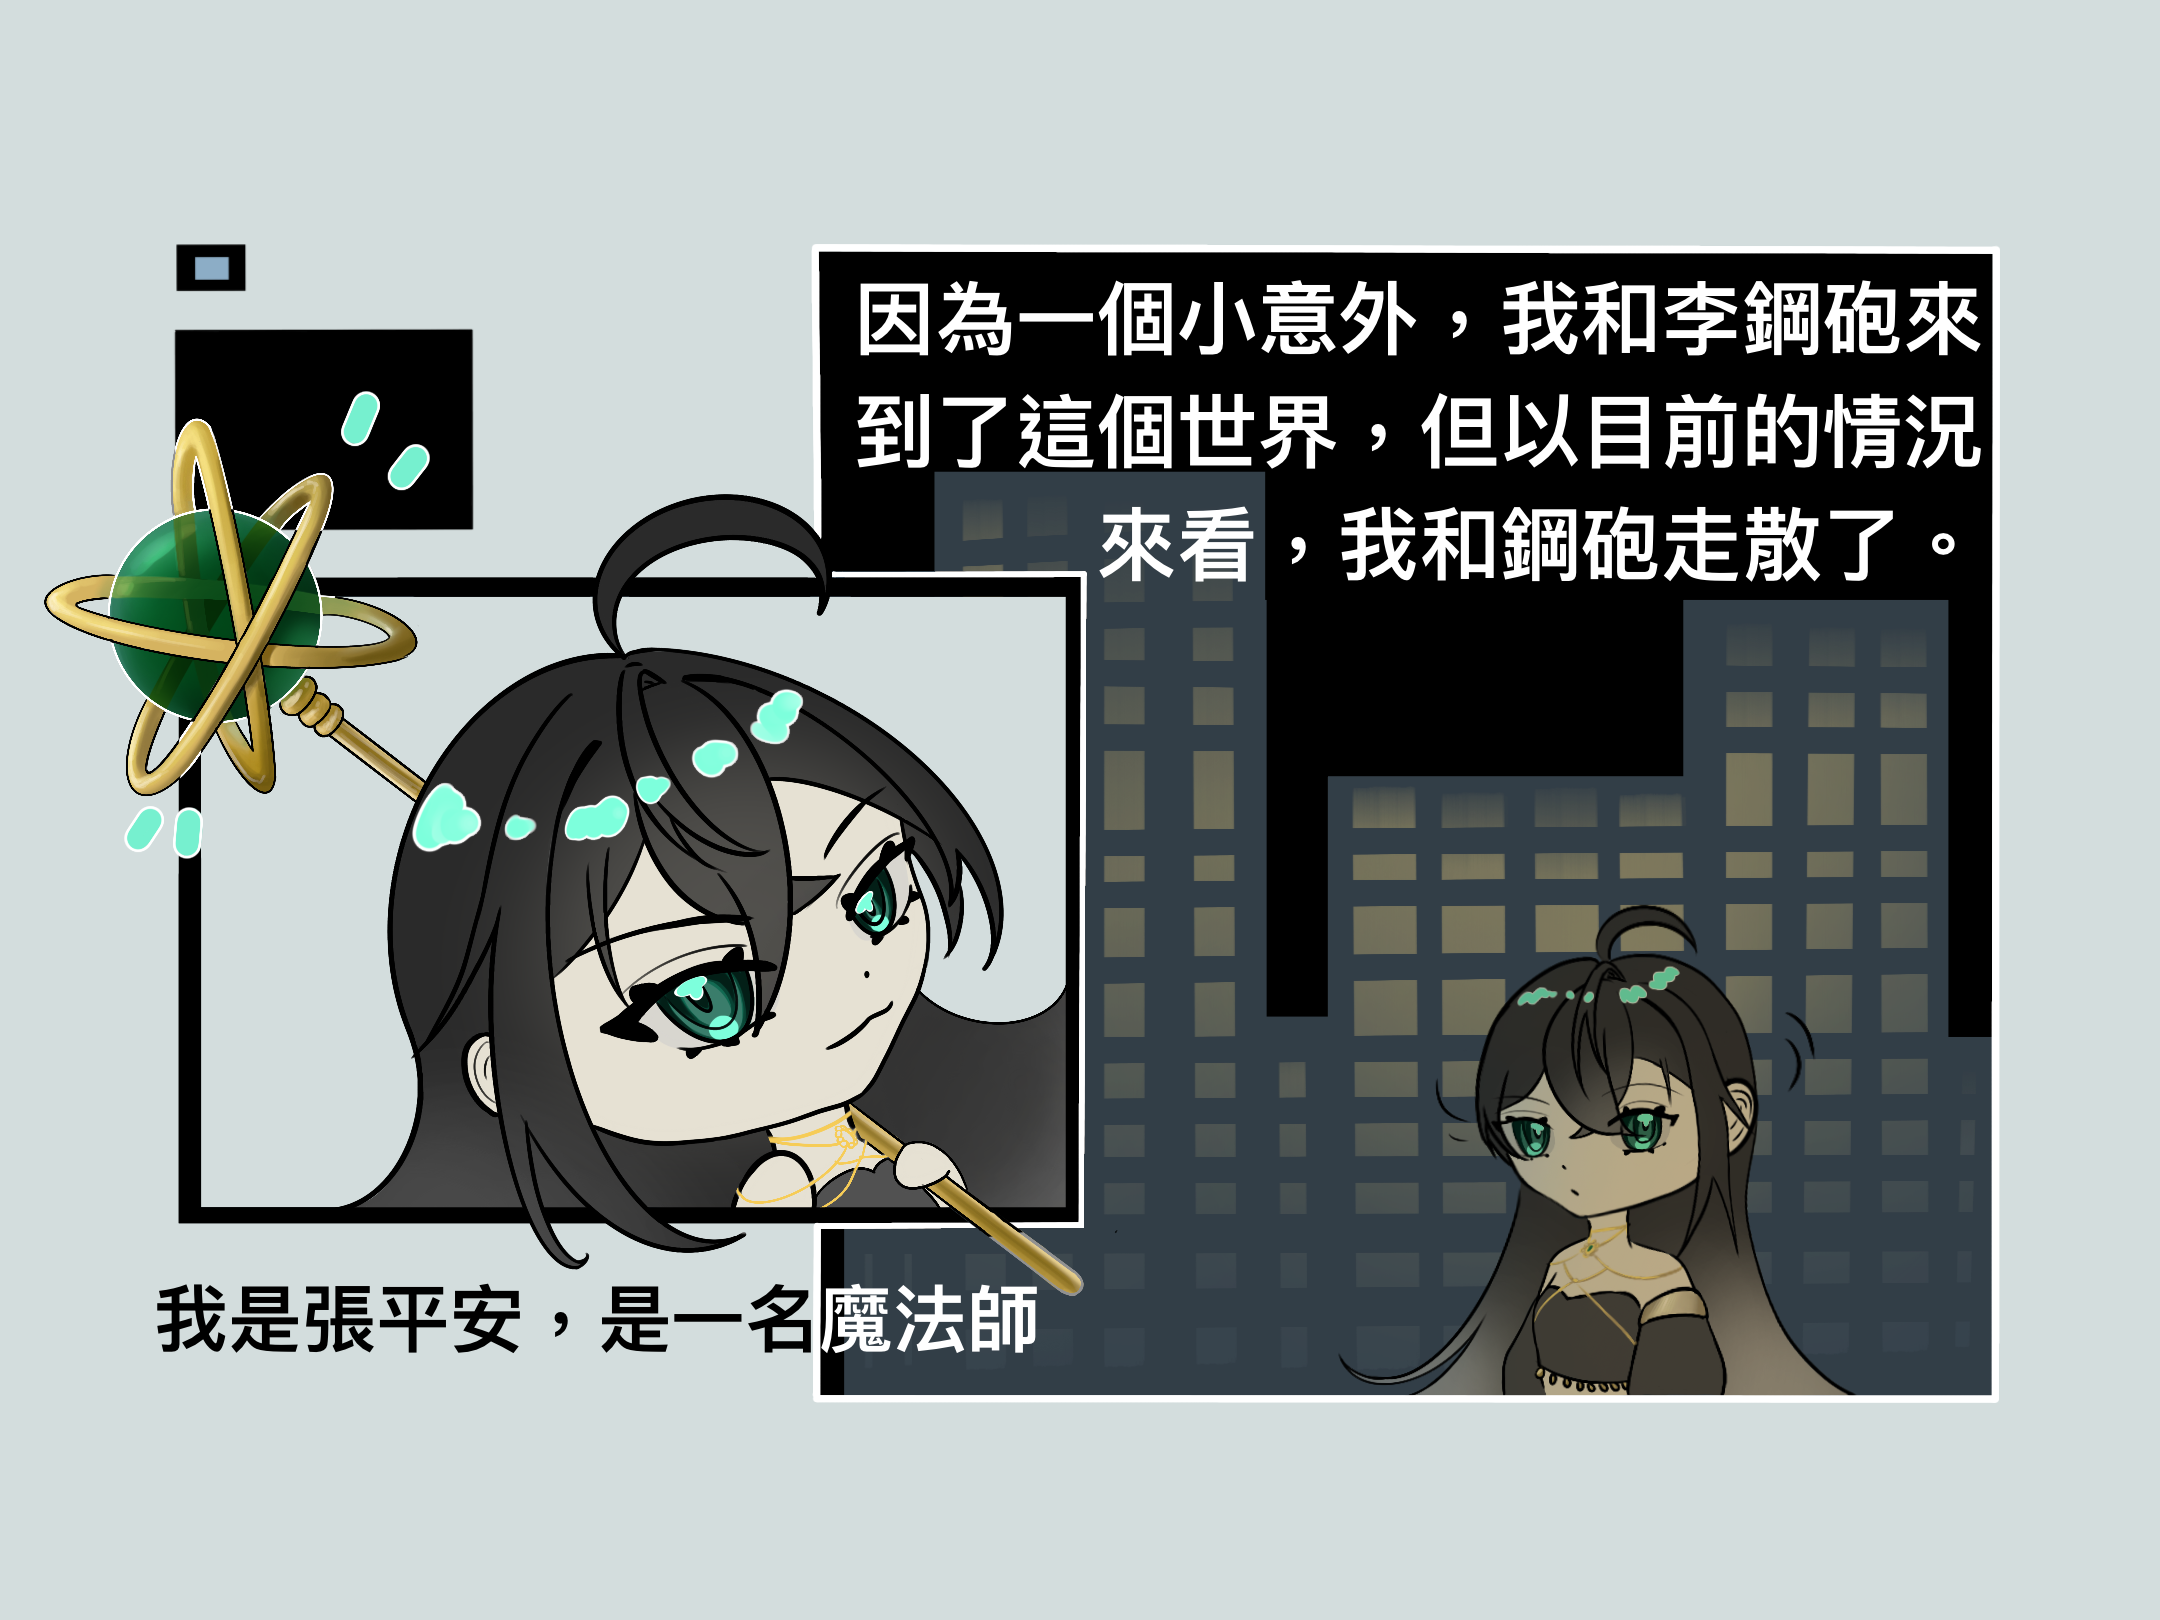 我是張平安，是一名魔法師
因為一個小意外，我和李鋼砲來
到了這個世界，但以目前的情況
來看，我和鋼砲走散了。